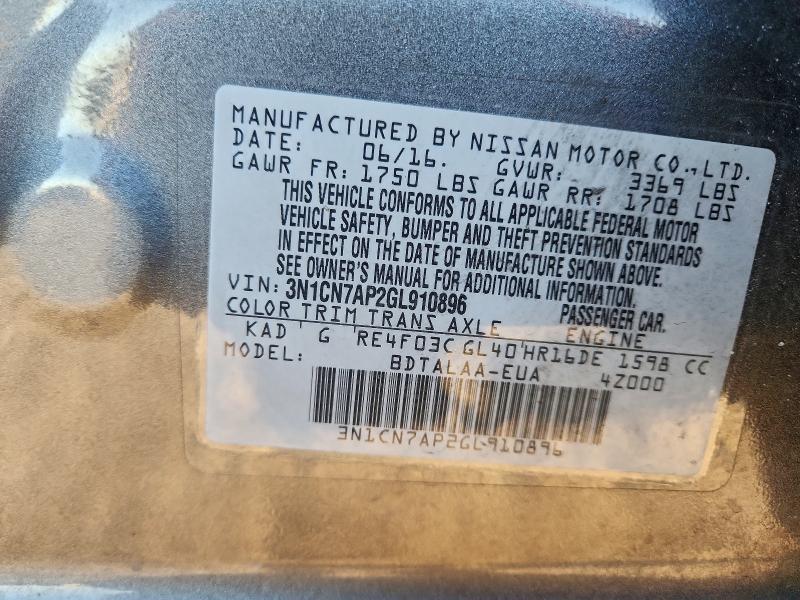 MANUFACTURED BY NISSAN MOTOR CO., LTD.
DATE: 06/16. GVWR: 3369 LBS
GAWR FR: 1750 LBS GAWR RR: 1708 LBS
THIS VEHICLE CONFORMS TO ALL APPLICABLE FEDERAL MOTOR
VEHICLE SAFETY, BUMPER AND THEFT PREVENTION STANDARDS
IN EFFECT ON THE DATE OF MANUFACTURE SHOWN ABOVE.
SEE OWNER'S MANUAL FOR ADDITIONAL INFORMATION.
VIN: 3N1CN7AP2GL910896 PASSENGER CAR.
COLOR TRIM TRANS AXLE ENGINE
KAD ' G 'RE4F03C GL40'HR16DE 1598 CC
MODEL: BDTALAA-EUA 4Z000
3N1CN7AP2GL910896